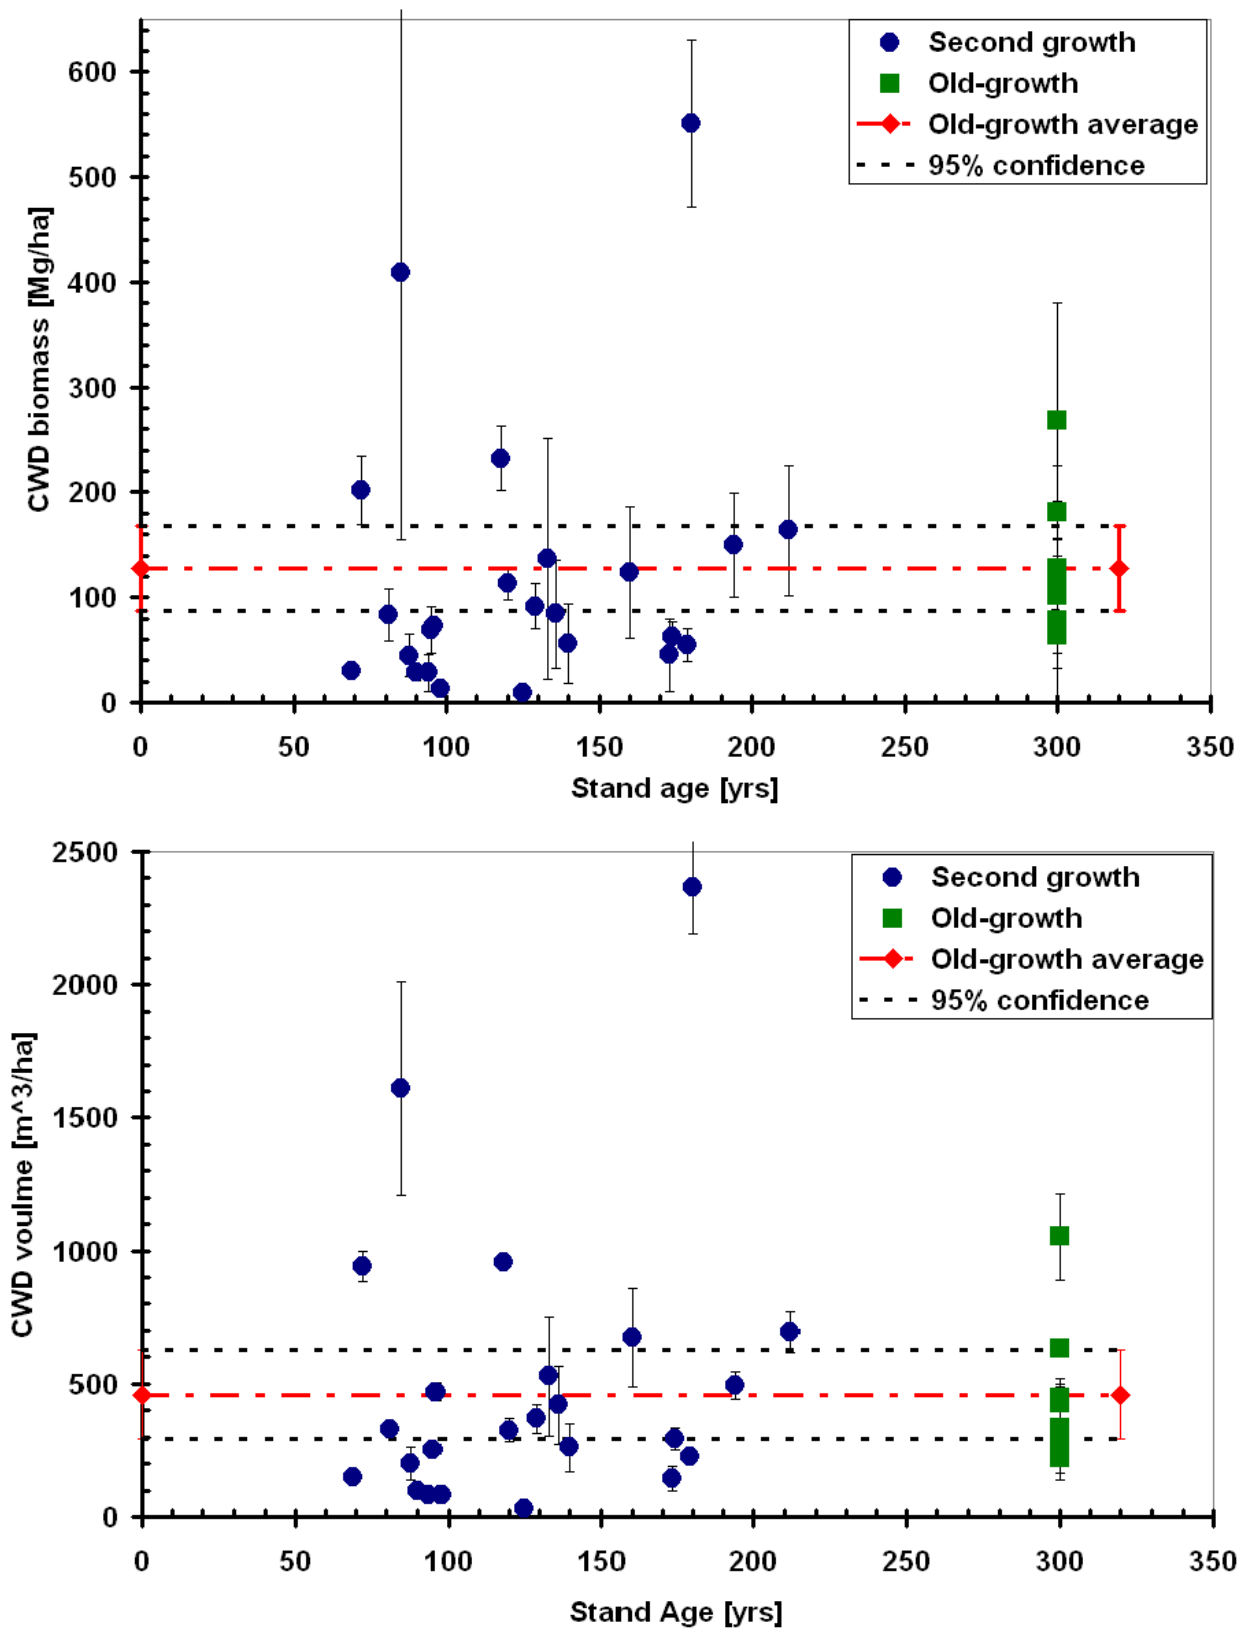 Second growth
Old-growth
Old-growth average
95% confidence
600
500
400
300
200
100
0
CWD biomass [Mg/ha]
0 50 100 150 200 250 300 350
Stand age [yrs]
2500
2000
1500
1000
500
0
CWD voulme [m^3/ha]
Second growth
Old-growth
Old-growth average
95% confidence
0 50 100 150 200 250 300 350
Stand Age [yrs]